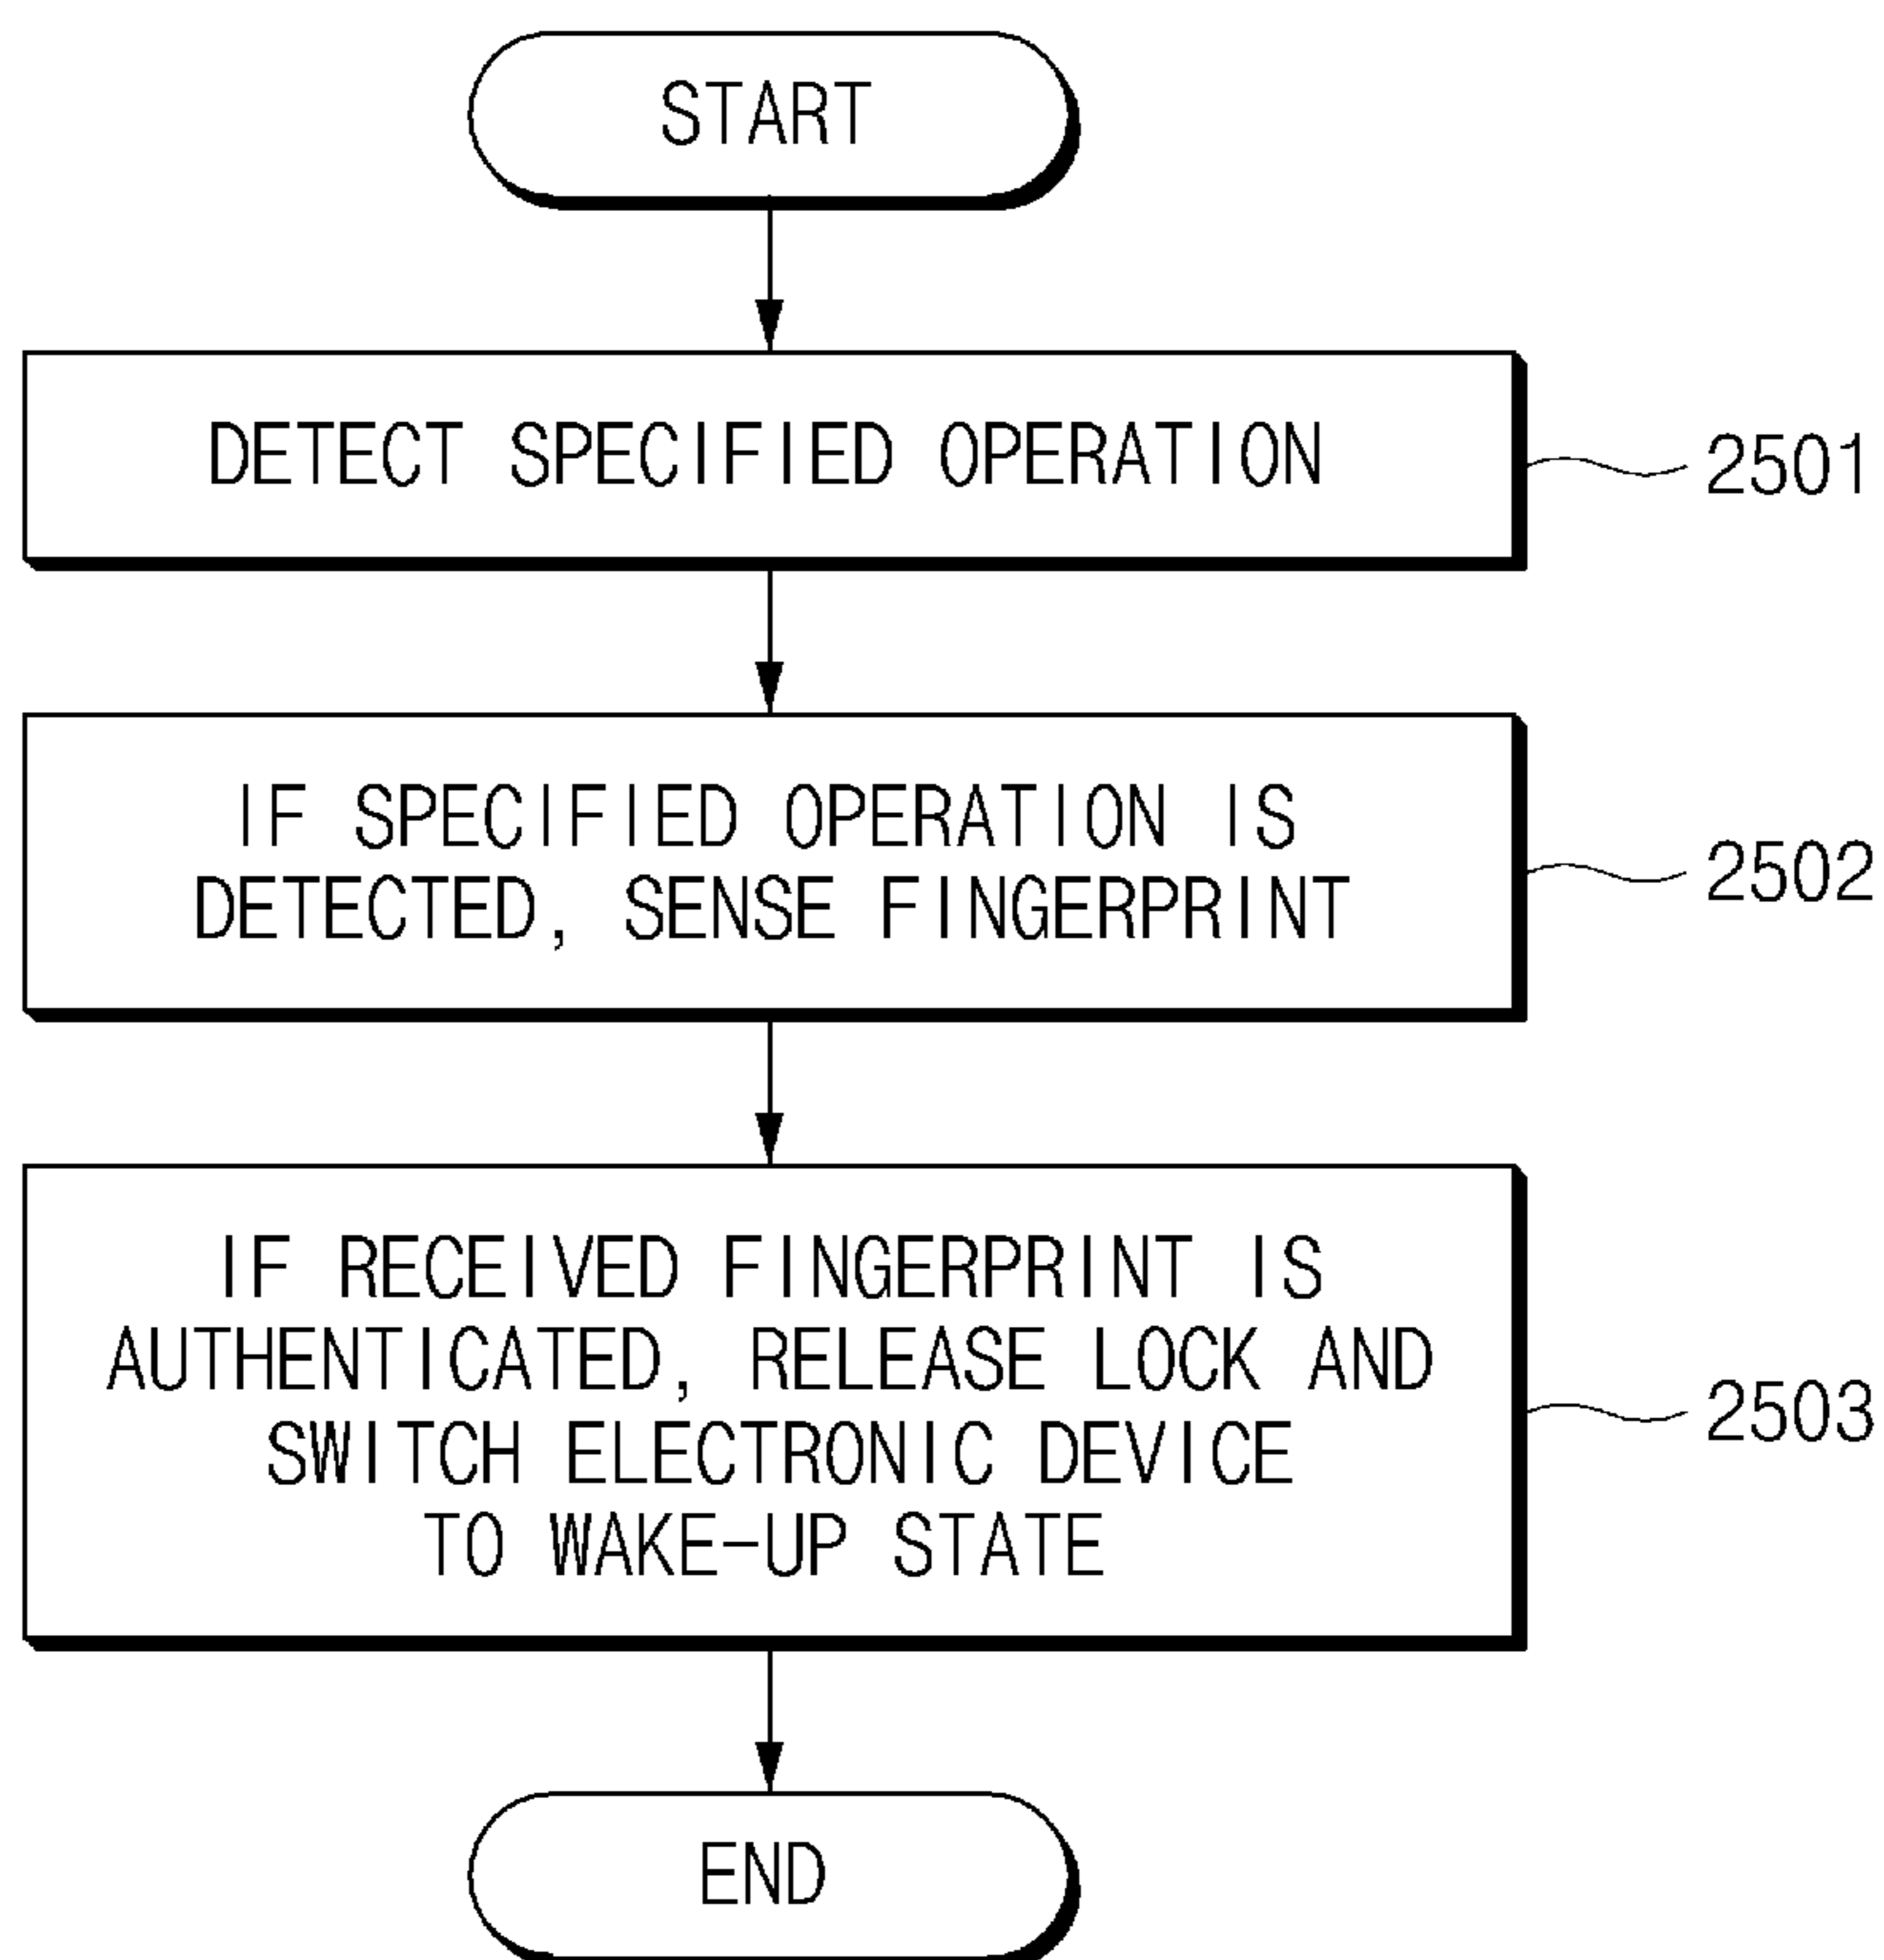 START
DETECT SPECIFIED OPERATION
2501
IF SPECIFIED OPERATION IS
DETECTED, SENSE FINGERPRINT
2502
IF RECEIVED FINGERPRINT IS
AUTHENTICATED, RELEASE LOCK AND
SWITCH ELECTRONIC DEVICE
TO WAKE-UP STATE
2503
END